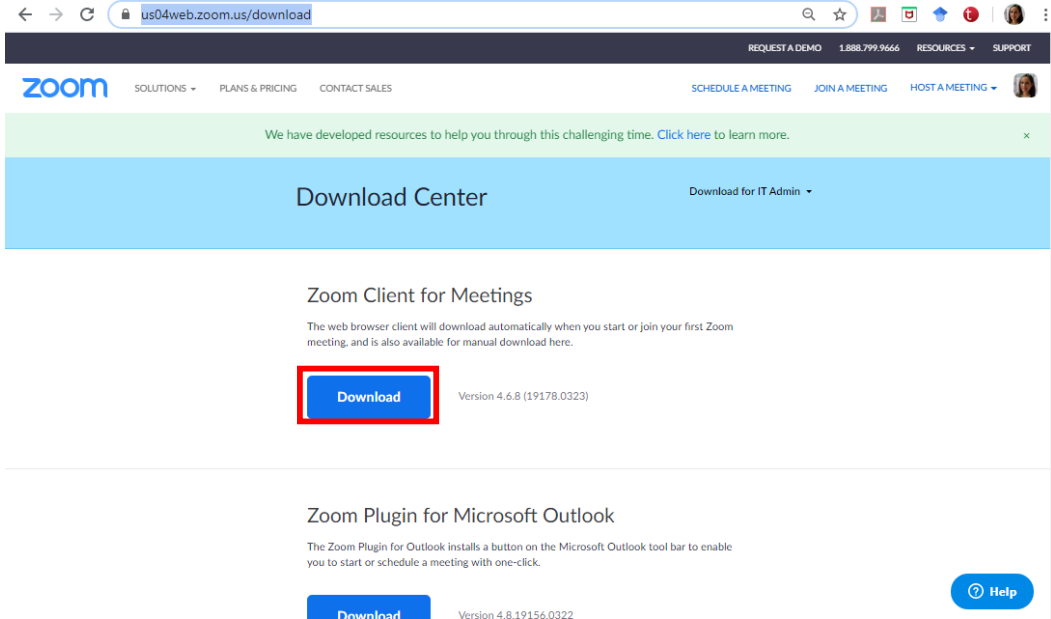 us04web.zoom.us/download
REQUEST A DEMO 1.888.799.9666 RESOURCES SUPPORT
zoom SOLUTIONS PLANS & PRICING CONTACT SALES SCHEDULE A MEETING JOIN A MEETING HOST A MEETING
We have developed resources to help you through this challenging time. Click here to learn more. ×
Download Center Download for IT Admin
Zoom Client for Meetings
The web browser client will download automatically when you start or join your first Zoom
meeting, and is also available for manual download here.
Download Version 4.6.8 (19178.0323)
Zoom Plugin for Microsoft Outlook
The Zoom Plugin for Outlook installs a button on the Microsoft Outlook tool bar to enable
you to start or schedule a meeting with one-click.
Help
Download Version 4.8.19156.0322